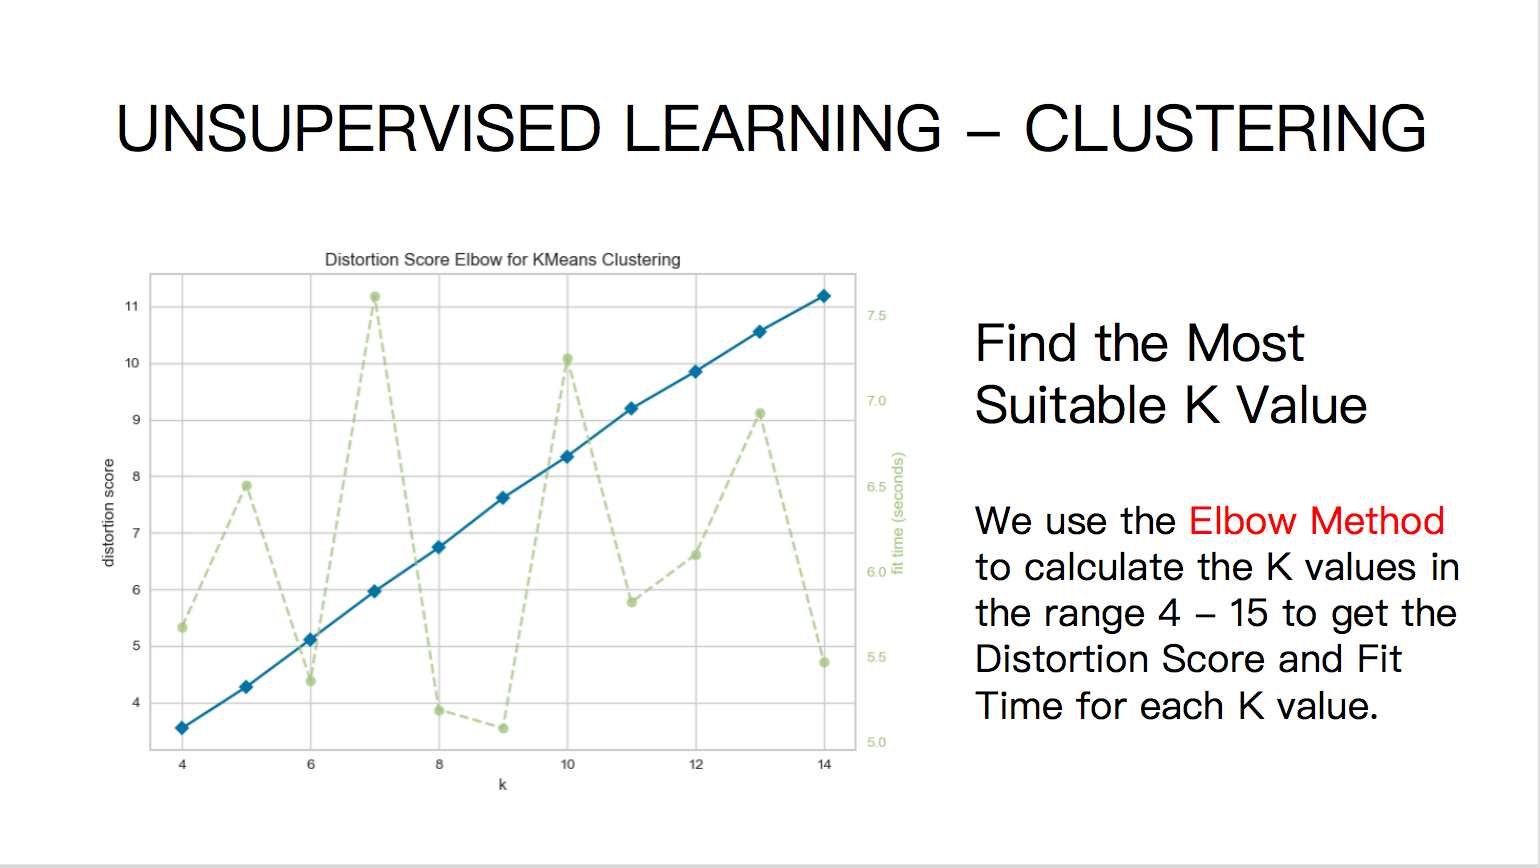 UNSUPERVISED LEARNING – CLUSTERING
Distortion Score Elbow for KMeans Clustering
distortion score
11
10
9
8
7
6
5
4
4
6
8
10
12
14
k
7.5
7.0
6.5
6.0
5.5
5.0
fit time (seconds)
Find the Most
Suitable K Value
We use the Elbow Method
to calculate the K values in
the range 4 – 15 to get the
Distortion Score and Fit
Time for each K value.